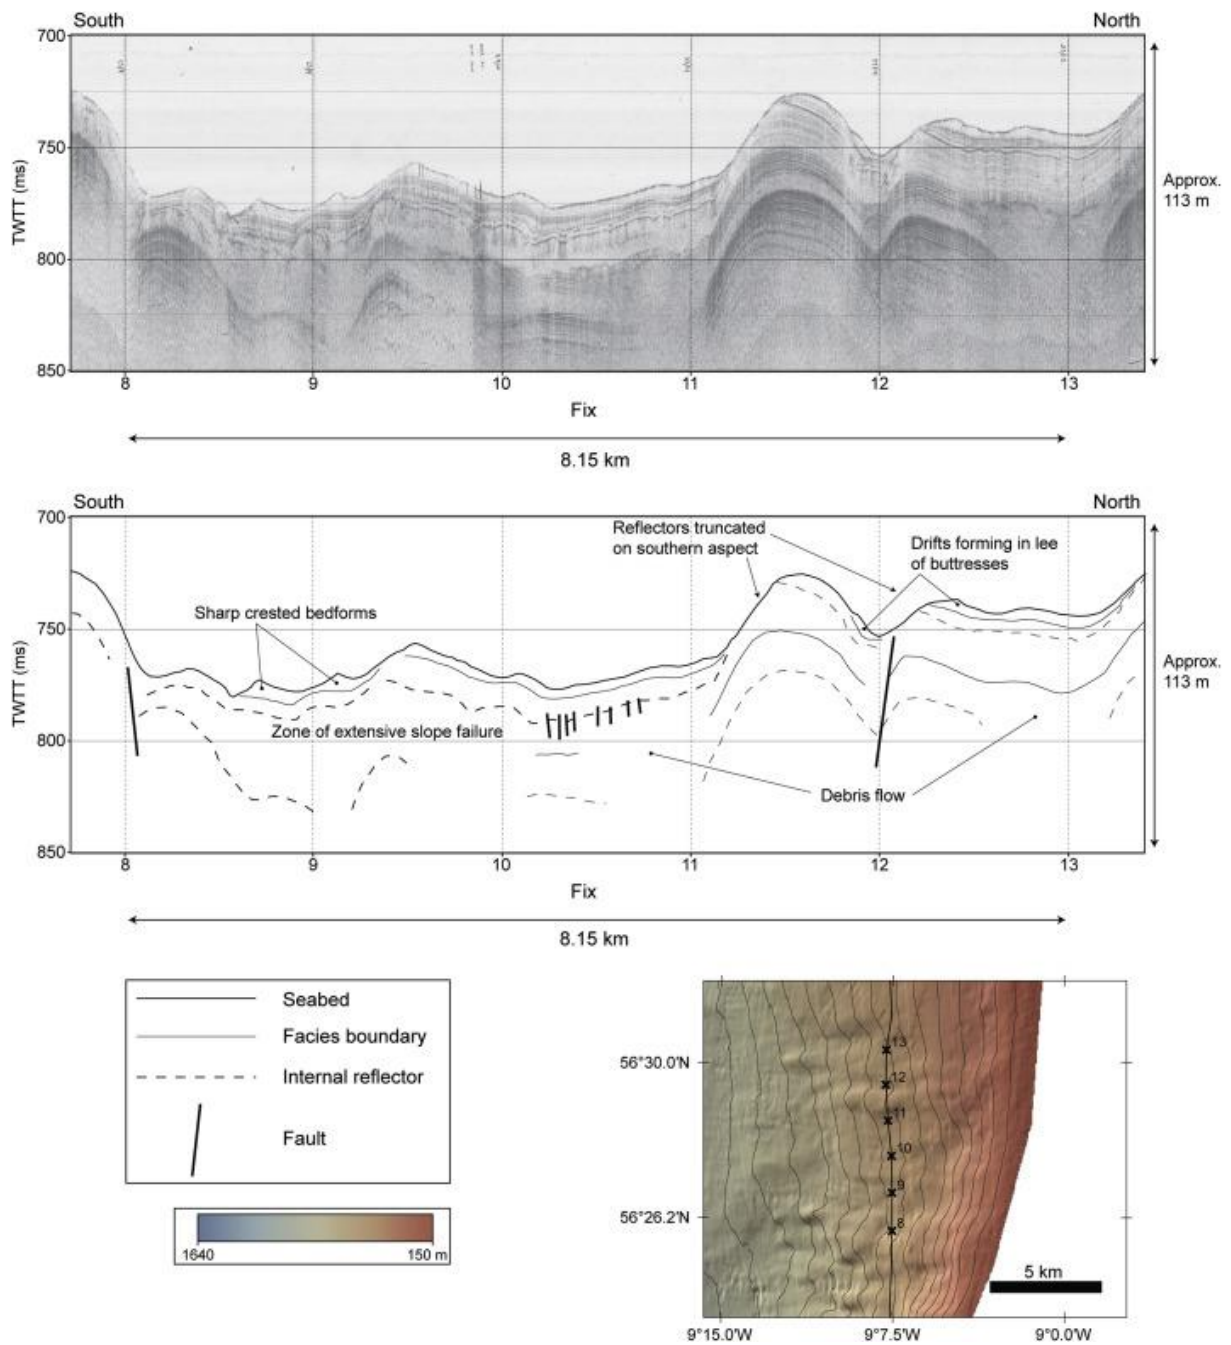 South
North
700
750
TWTT (ms)
800
850
Approx.
113 m
8
9
10
11
12
13
Fix
8.15 km
South
North
700
Reflectors truncated
on southern aspect
Drifts forming in lee
of buttresses
Sharp crested bedforms
750
TWTT (ms)
Approx.
113 m
Zone of extensive slope failure
800
Debris flow
850
8
9
10
11
12
13
Fix
8.15 km
Seabed
Facies boundary
Internal reflector
Fault
1640
150 m
56°30.0'N
56°26.2'N
13
12
11
10
9
8
5 km
9°15.0'W
9°7.5'W
9°0.0'W